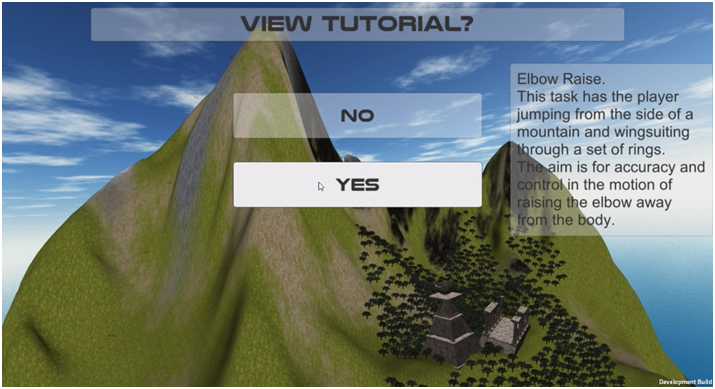 VIEW TUTORIAL?
NO
YES
Elbow Raise.
This task has the player
jumping from the side of a
mountain and wingsuiting
through a set of rings.
The aim is for accuracy and
control in the motion of
raising the elbow away
from the body.
Development Build